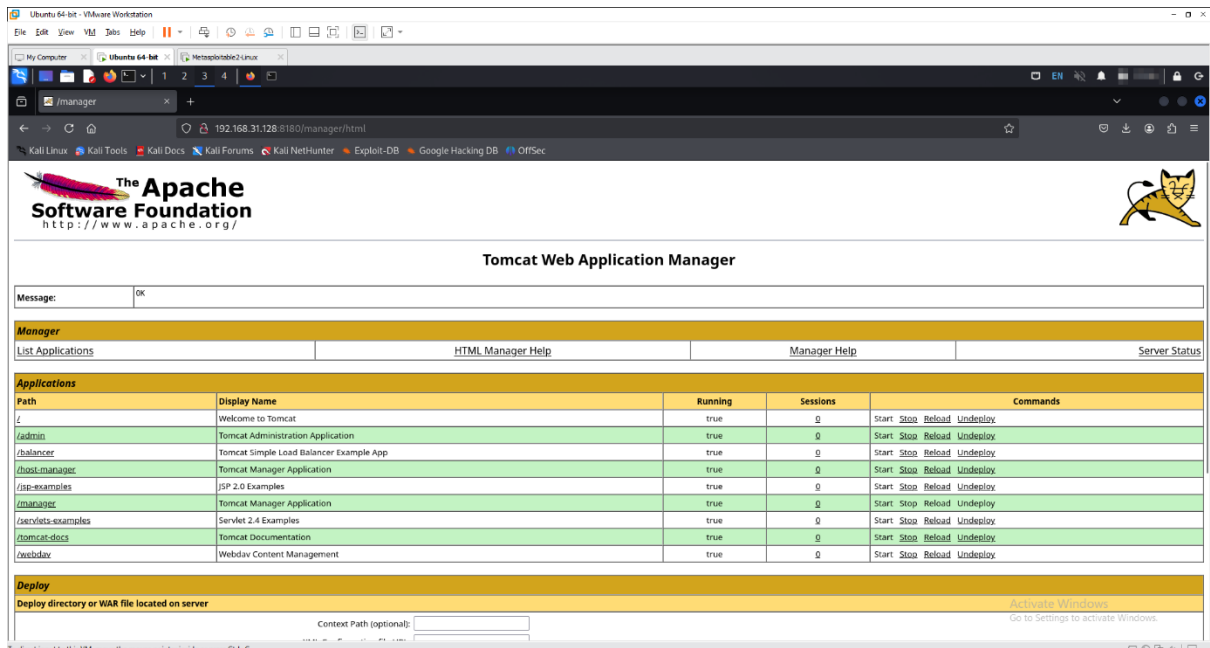 Ubuntu 64-bit - VMware Workstation
File Edit View VM Tabs Help
My Computer Ubuntu 64-bit Metasploitable2-Linux
1 2 3 4 EN
/manager
192.168.31.128:8180/manager/html
Kali Linux Kali Tools Kali Docs Kali Forums Kali NetHunter Exploit-DB Google Hacking DB OffSec
The Apache
Software Foundation
http://www.apache.org/
Tomcat Web Application Manager
Message: OK
Manager
List Applications HTML Manager Help Manager Help Server Status
Applications
Path Display Name Running Sessions Commands
/ Welcome to Tomcat true 0 Start Stop Reload Undeploy
/admin Tomcat Administration Application true 0 Start Stop Reload Undeploy
/balancer Tomcat Simple Load Balancer Example App true 0 Start Stop Reload Undeploy
/host-manager Tomcat Manager Application true 0 Start Stop Reload Undeploy
/jsp-examples JSP 2.0 Examples true 0 Start Stop Reload Undeploy
/manager Tomcat Manager Application true 0 Start Stop Reload Undeploy
/servlets-examples Servlet 2.4 Examples true 0 Start Stop Reload Undeploy
/tomcat-docs Tomcat Documentation true 0 Start Stop Reload Undeploy
/webdav Webdav Content Management true 0 Start Stop Reload Undeploy
Deploy
Deploy directory or WAR file located on server
Context Path (optional):
Activate Windows
Go to Settings to activate Windows.